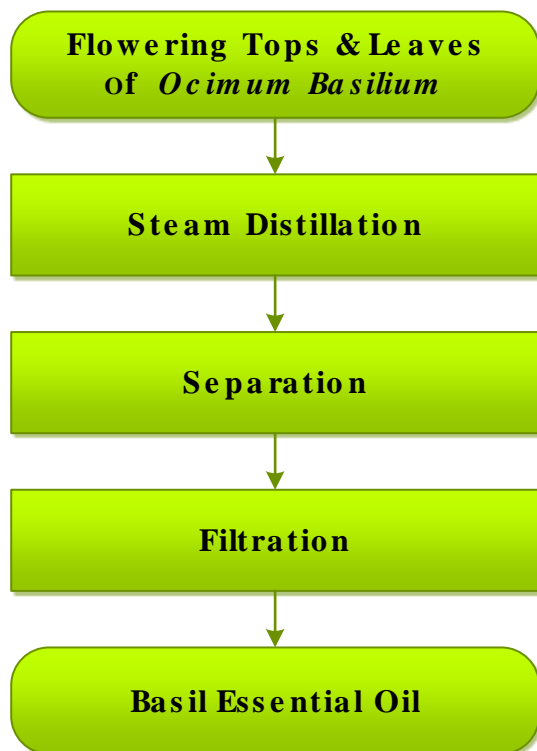 Flowering Tops & Leaves
of Ocimum Basilium
Steam Distillation
Separation
Filtration
Basil Essential Oil